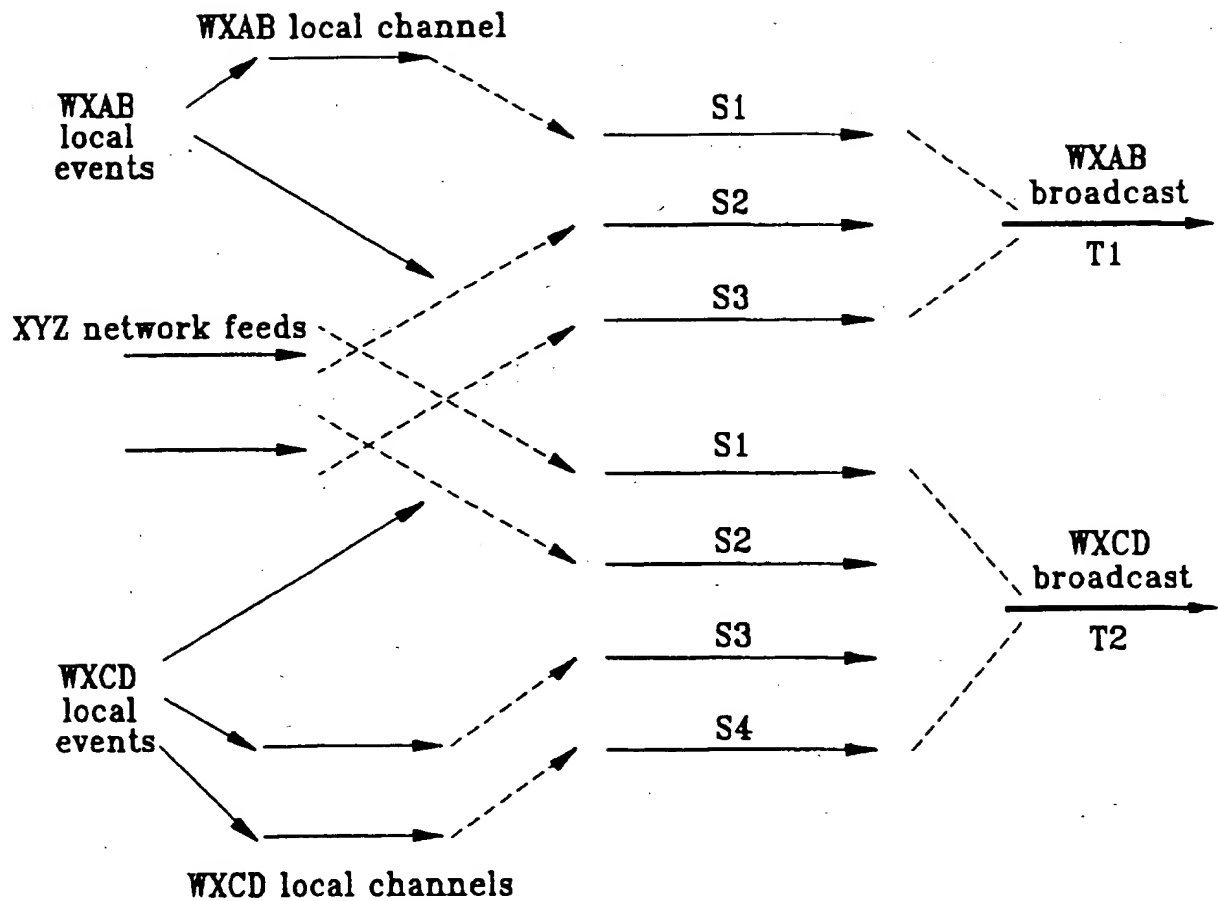 WXAB local channel
WXAB
local
events
S1
WXAB
broadcast
S2
T1
S3
XYZ network feeds
S1
WXCD
broadcast
S2
T2
S3
WXCD
local
events
S4
WXCD local channels